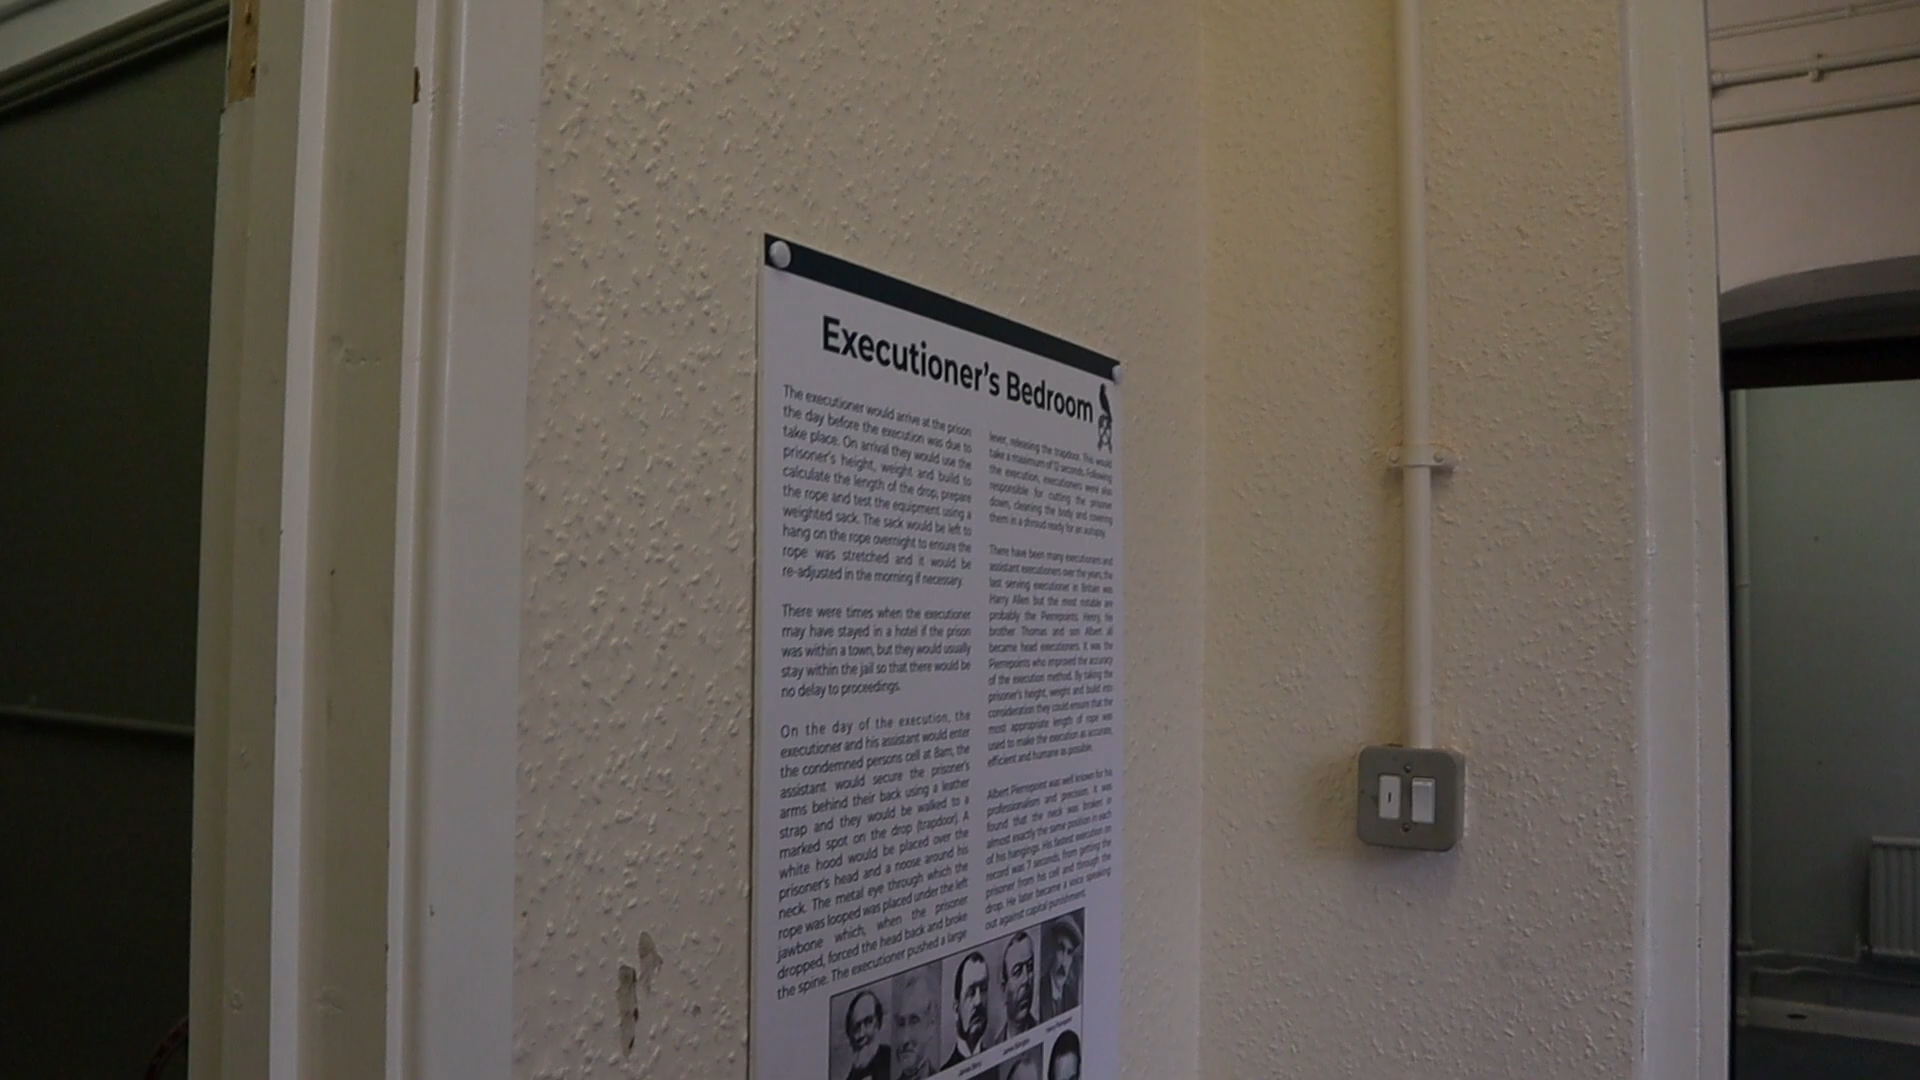 Executioner's Bedroom
The executioner would arrive at the prison
the day before the execution was due to
take place. On arrival they would use the
prisoner's height, weight and build to
calculate the length of the drop, prepare
the rope and test the equipment using a
weighted sack. The sack would be left to
hang on the rope overnight to ensure the
rope was stretched and it would be
re-adjusted in the morning if necessary.
There were times when the executioner
may have stayed in a hotel if the prison
was within a town, but they would usually
stay within the jail so that there would be
no delay to proceedings.
On the day of the execution, the
executioner and his assistant would enter
the condemned persons cell at 8am, the
assistant would secure the prisoner's
arms behind their back using a leather
strap and they would be walked to a
marked spot on the drop (trapdoor). A
white hood would be placed over the
prisoner's head and a noose around his
neck. The metal eye through which the
rope was looped was placed under the left
jawbone which, when the prisoner
dropped, forced the head back and broke
the spine. The executioner pushed a large
lever, releasing the trapdoor. This would
take a maximum of 12 seconds. Following
the execution, executioners were also
responsible for cutting the prisoner
down, cleaning the body and covering
them in a shroud ready for an autopsy.
There have been many executioners and
assistant executioners over the years, the
last serving executioner in Britain was
Harry Allen but the most notable are
probably the Pierrepoints. Henry, his
brother Thomas and son Albert all
became head executioners. It was the
Pierrepoints who improved the accuracy
of the execution method. By taking the
prisoner's height, weight and build into
consideration they could ensure that the
most appropriate length of rope was
used to make the execution as accurate,
efficient and humane as possible.
Albert Pierrepoint was well known for his
professionalism and precision. It was
found that the neck was broken in
almost exactly the same position in each
of his hangings. His fastest execution on
record was 7 seconds, from getting the
prisoner from his cell and through the
drop. He later became a voice speaking
out against capital punishment.
James Berry